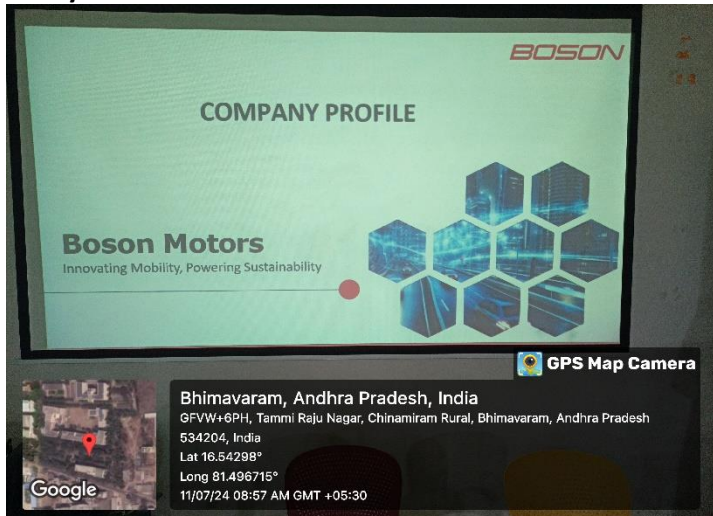 BOSON
COMPANY PROFILE
Boson Motors
Innovating Mobility, Powering Sustainability
GPS Map Camera
Bhimavaram, Andhra Pradesh, India
GFVW+6PH, Tammi Raju Nagar, Chinamiram Rural, Bhimavaram, Andhra Pradesh
534204, India
Lat 16.54298°
Long 81.496715°
11/07/24 08:57 AM GMT +05:30
Google